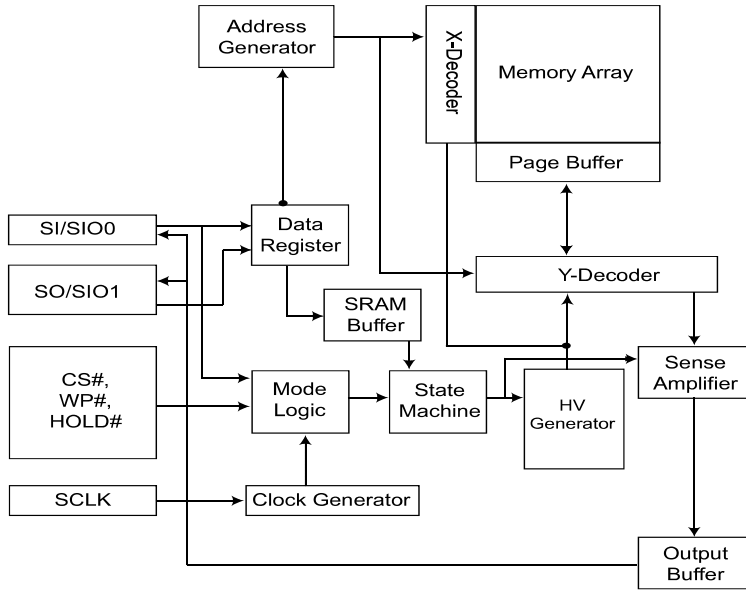 Address
Generator
X-Decoder
Memory Array
Page Buffer
SI/SIO0
Data
Register
SO/SIO1
Y-Decoder
SRAM
Buffer
CS#,
WP#,
HOLD#
Mode
Logic
State
Machine
HV
Generator
Sense
Amplifier
SCLK
Clock Generator
Output
Buffer